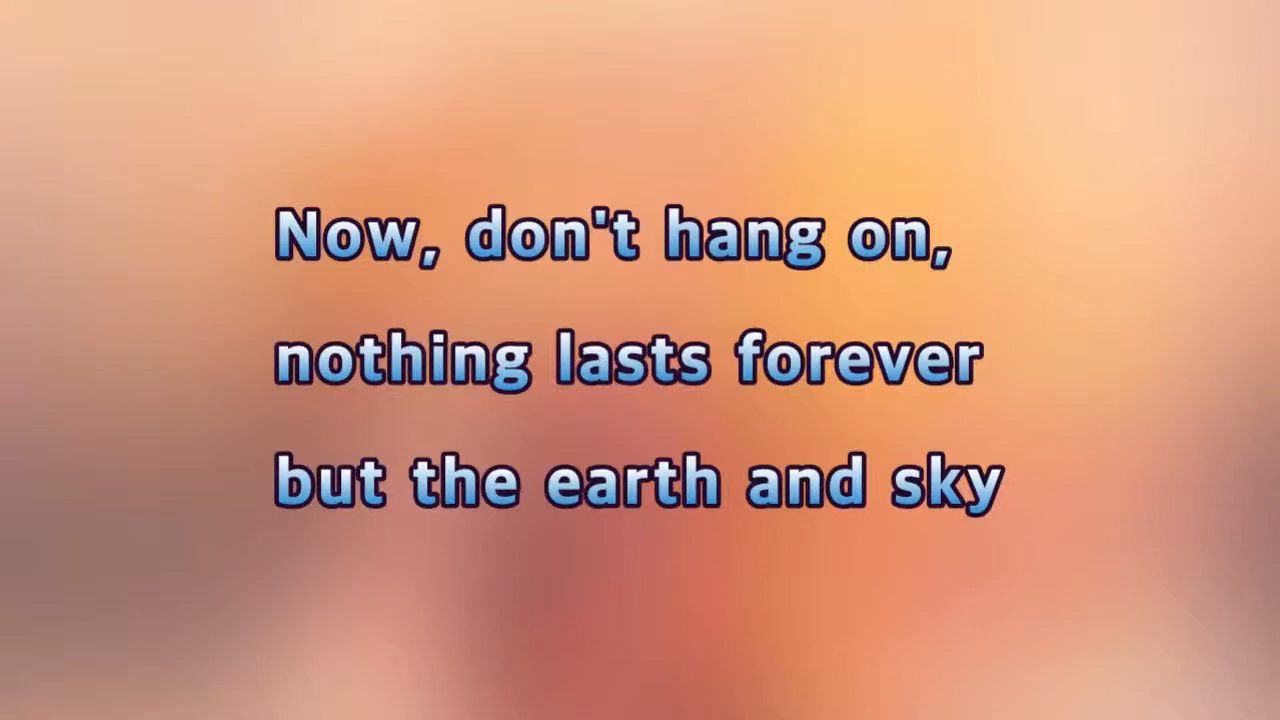 Now, don't hang on,
nothing lasts forever
but the earth and sky